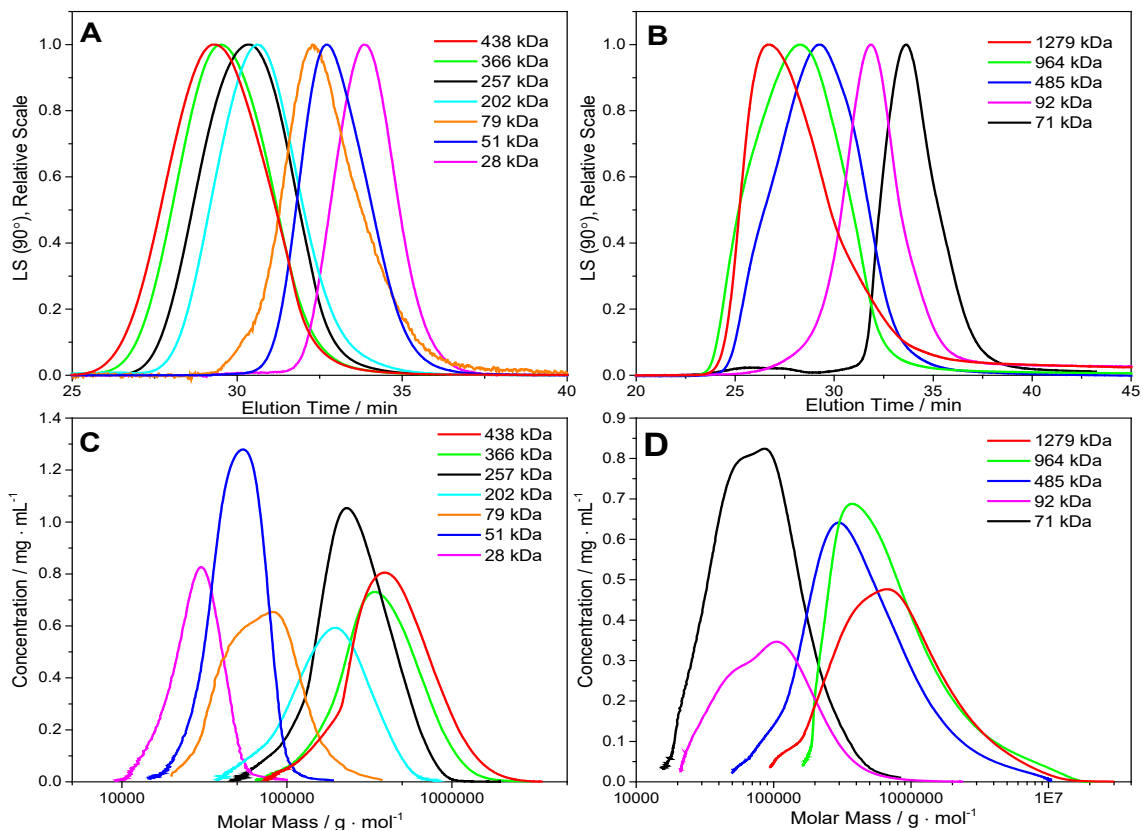 A
438 kDa
366 kDa
257 kDa
202 kDa
79 kDa
51 kDa
28 kDa
LS (90°), Relative Scale
1.0
0.8
0.6
0.4
0.2
0.0
25 30 35 40
Elution Time / min
B
1279 kDa
964 kDa
485 kDa
92 kDa
71 kDa
LS (90°), Relative Scale
1.0
0.8
0.6
0.4
0.2
0.0
20 25 30 35 40 45
Elution Time / min
C
438 kDa
366 kDa
257 kDa
202 kDa
79 kDa
51 kDa
28 kDa
Concentration / mg · mL⁻¹
1.4
1.2
1.0
0.8
0.6
0.4
0.2
0.0
10000 100000 1000000
Molar Mass / g · mol⁻¹
D
1279 kDa
964 kDa
485 kDa
92 kDa
71 kDa
Concentration / mg · mL⁻¹
0.9
0.8
0.7
0.6
0.5
0.4
0.3
0.2
0.1
0.0
10000 100000 1000000 1E7
Molar Mass / g · mol⁻¹